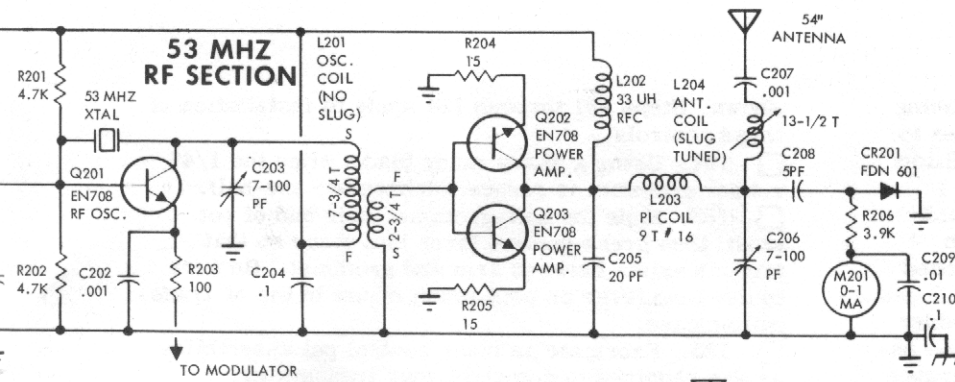 53 MHZ
RF SECTION
R201
4.7K
53 MHZ
XTAL
Q201
EN708
RF OSC.
R202
4.7K
C202
.001
R203
100
TO MODULATOR
C203
7-100
PF
C204
.1
L201
OSC.
COIL
(NO
SLUG)
S
7-3/4 T
F
F
2-3/4 T
S
R204
15
Q202
EN708
POWER
AMP.
Q203
EN708
POWER
AMP.
R205
15
L202
33 UH
RFC
C205
20 PF
L203
PI COIL
9 T # 16
L204
ANT.
COIL
(SLUG
TUNED)
54"
ANTENNA
C207
.001
13-1/2 T
C208
5PF
C206
7-100
PF
CR201
FDN 601
R206
3.9K
M201
0-1
MA
C209
.01
C210
.1